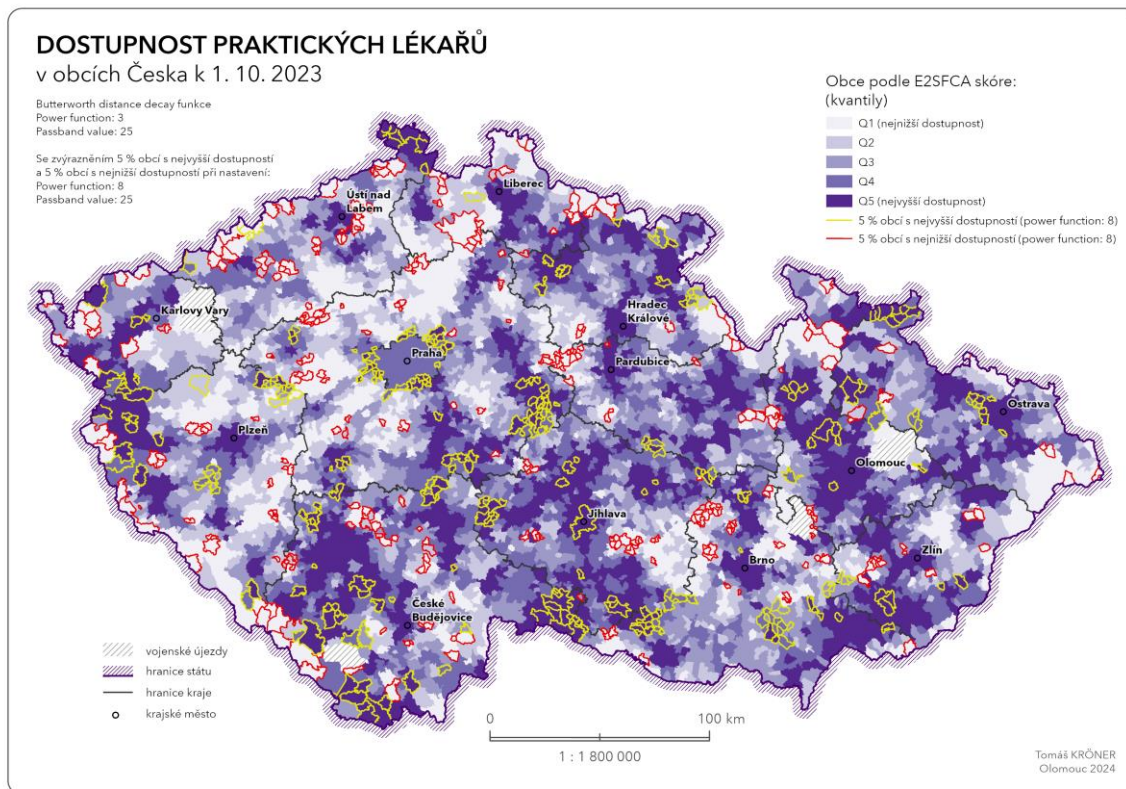 DOSTUPNOST PRAKTICKÝCH LÉKAŘŮ
v obcích Česka k 1. 10. 2023
Butterworth distance decay funkce
Power function: 3
Passband value: 25
Se zvýrazněním 5 % obcí s nejvyšší dostupností
a 5 % obcí s nejnižší dostupností při nastavení:
Power function: 8
Passband value: 25
Obce podle E2SFCA skóre:
(kvantily)
Q1 (nejnižší dostupnost)
Q2
Q3
Q4
Q5 (nejvyšší dostupnost)
5 % obcí s nejvyšší dostupností (power function: 8)
5 % obcí s nejnižší dostupností (power function: 8)
Liberec
Ústí nad
Labem
Karlovy Vary
Hradec
Králové
Praha
Pardubice
Ostrava
Plzeň
Olomouc
Jihlava
Brno
Zlín
České
Budějovice
vojenské újezdy
hranice státu
hranice kraje
krajské město
0 100 km
1 : 1 800 000
Tomáš KRÖNER
Olomouc 2024